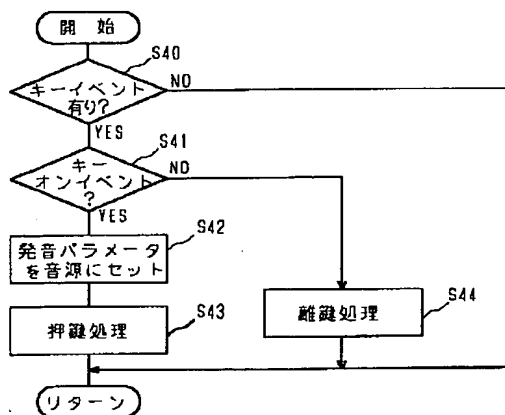 開始
S40
キーイベント
有り?
NO
YES
S41
キー
オンイベント
?
NO
YES
S42
発音パラメータ
を音源にセット
S43
押鍵処理
S44
離鍵処理
リターン